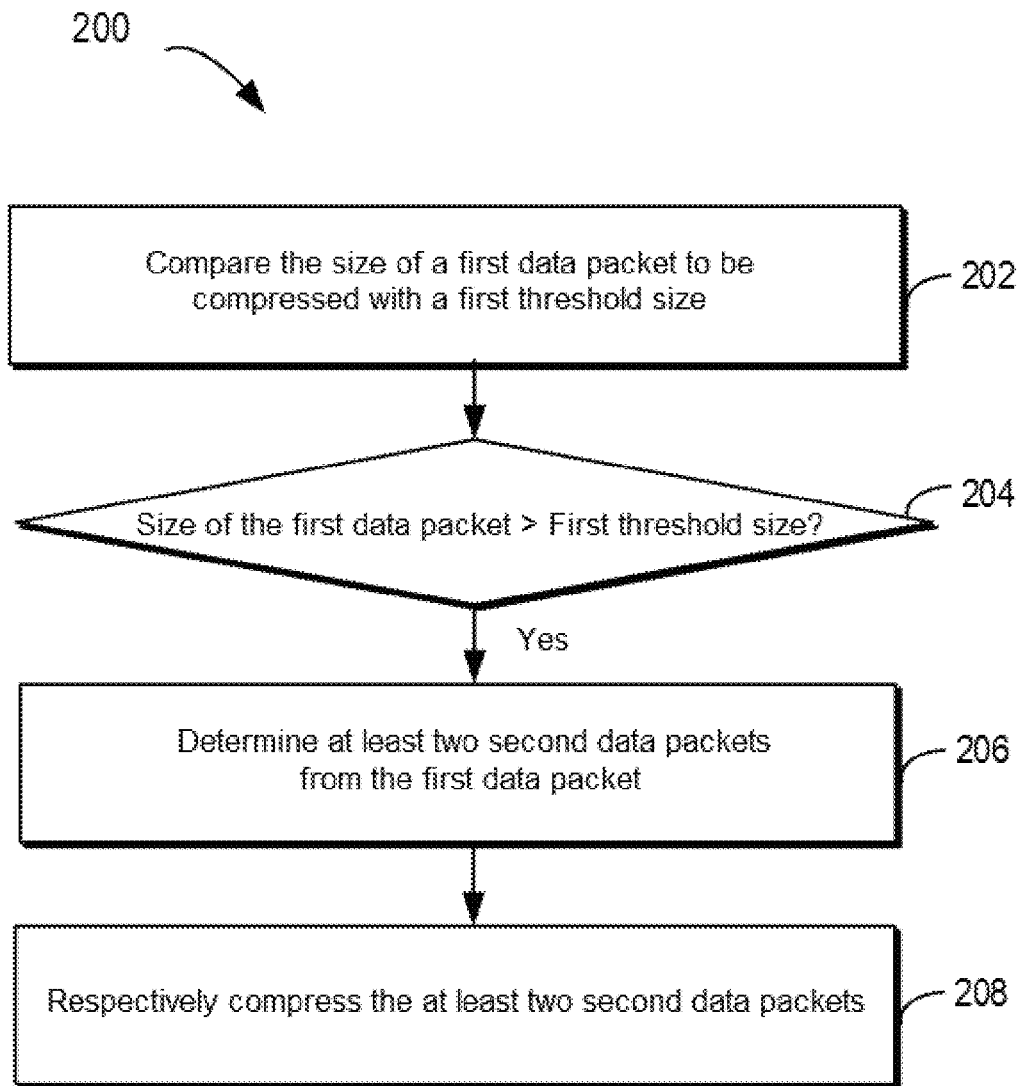 200
Compare the size of a first data packet to be
compressed with a first threshold size
202
Size of the first data packet > First threshold size?
204
Yes
Determine at least two second data packets
from the first data packet
206
Respectively compress the at least two second data packets
208